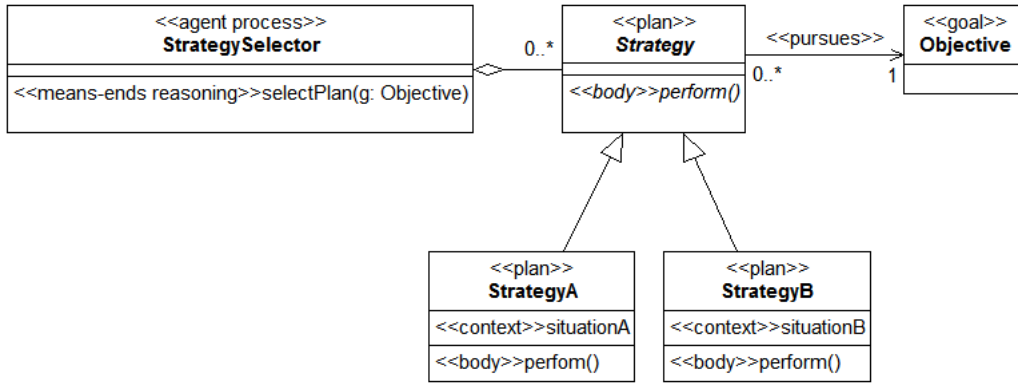 <<agent process>>
StrategySelector
<<means-ends reasoning>>selectPlan(g: Objective)
0..*
<<plan>>
Strategy
<<body>>perform()
<<pursues>>
0..*
1
<<goal>>
Objective
<<plan>>
StrategyA
<<context>>situationA
<<body>>perfom()
<<plan>>
StrategyB
<<context>>situationB
<<body>>perform()